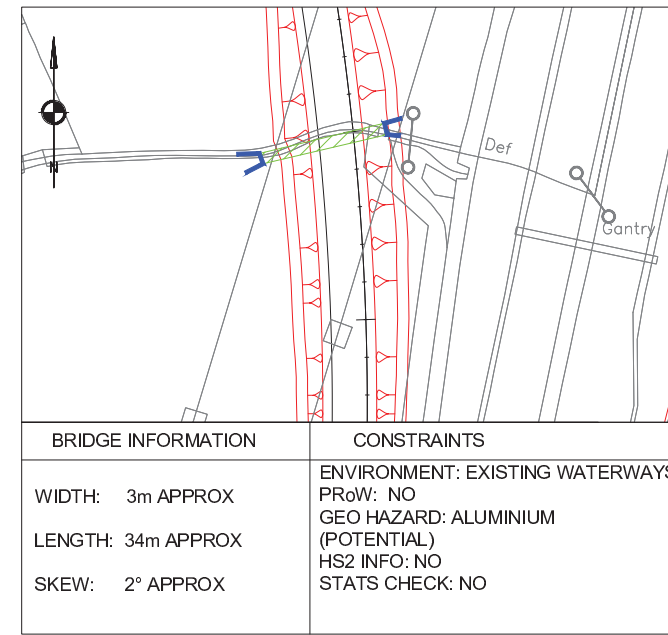 N
Def
Gantry
BRIDGE INFORMATION
CONSTRAINTS
WIDTH: 3m APPROX
LENGTH: 34m APPROX
SKEW: 2° APPROX
ENVIRONMENT: EXISTING WATERWAYS
PRoW: NO
GEO HAZARD: ALUMINIUM
(POTENTIAL)
HS2 INFO: NO
STATS CHECK: NO